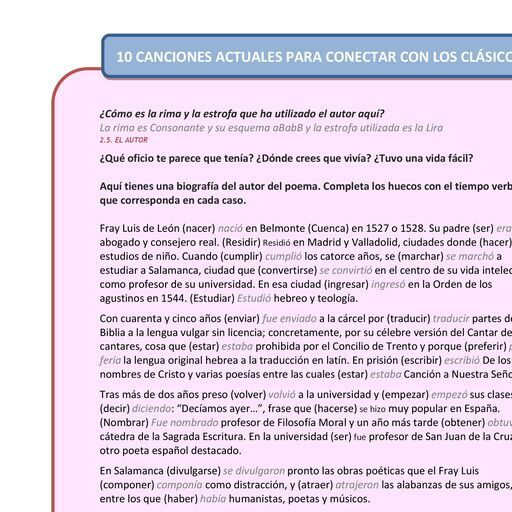 10 CANCIONES ACTUALES PARA CONECTAR CON LOS CLÁSICO
¿Cómo es la rima y la estrofa que ha utilizado el autor aquí?
La rima es Consonante y su esquema aBabB y la estrofa utilizada es la Lira
2.5. EL AUTOR
¿Qué oficio te parece que tenía? ¿Dónde crees que vivía? ¿Tuvo una vida fácil?
Aquí tienes una biografía del autor del poema. Completa los huecos con el tiempo verb
que corresponda en cada caso.
Fray Luis de León (nacer) nació en Belmonte (Cuenca) en 1527 o 1528. Su padre (ser) era
abogado y consejero real. (Residir) Residió en Madrid y Valladolid, ciudades donde (hacer)
estudios de niño. Cuando (cumplir) cumplió los catorce años, se (marchar) se marchó a
estudiar a Salamanca, ciudad que (convertirse) se convirtió en el centro de su vida intelec
como profesor de su universidad. En esa ciudad (ingresar) ingresó en la Orden de los
agustinos en 1544. (Estudiar) Estudió hebreo y teología.
Con cuarenta y cinco años (enviar) fue enviado a la cárcel por (traducir) traducir partes de
Biblia a la lengua vulgar sin licencia; concretamente, por su célebre versión del Cantar de
cantares, cosa que (estar) estaba prohibida por el Concilio de Trento y porque (preferir) p
fería la lengua original hebrea a la traducción en latín. En prisión (escribir) escribió De los
nombres de Cristo y varias poesías entre las cuales (estar) estaba Canción a Nuestra Seño
Tras más de dos años preso (volver) volvió a la universidad y (empezar) empezó sus clases
(decir) diciendo: “Decíamos ayer…”, frase que (hacerse) se hizo muy popular en España.
(Nombrar) Fue nombrado profesor de Filosofía Moral y un año más tarde (obtener) obtuv
cátedra de la Sagrada Escritura. En la universidad (ser) fue profesor de San Juan de la Cruz
otro poeta español destacado.
En Salamanca (divulgarse) se divulgaron pronto las obras poéticas que el Fray Luis
(componer) componía como distracción, y (atraer) atrajeron las alabanzas de sus amigos,
entre los que (haber) había humanistas, poetas y músicos.